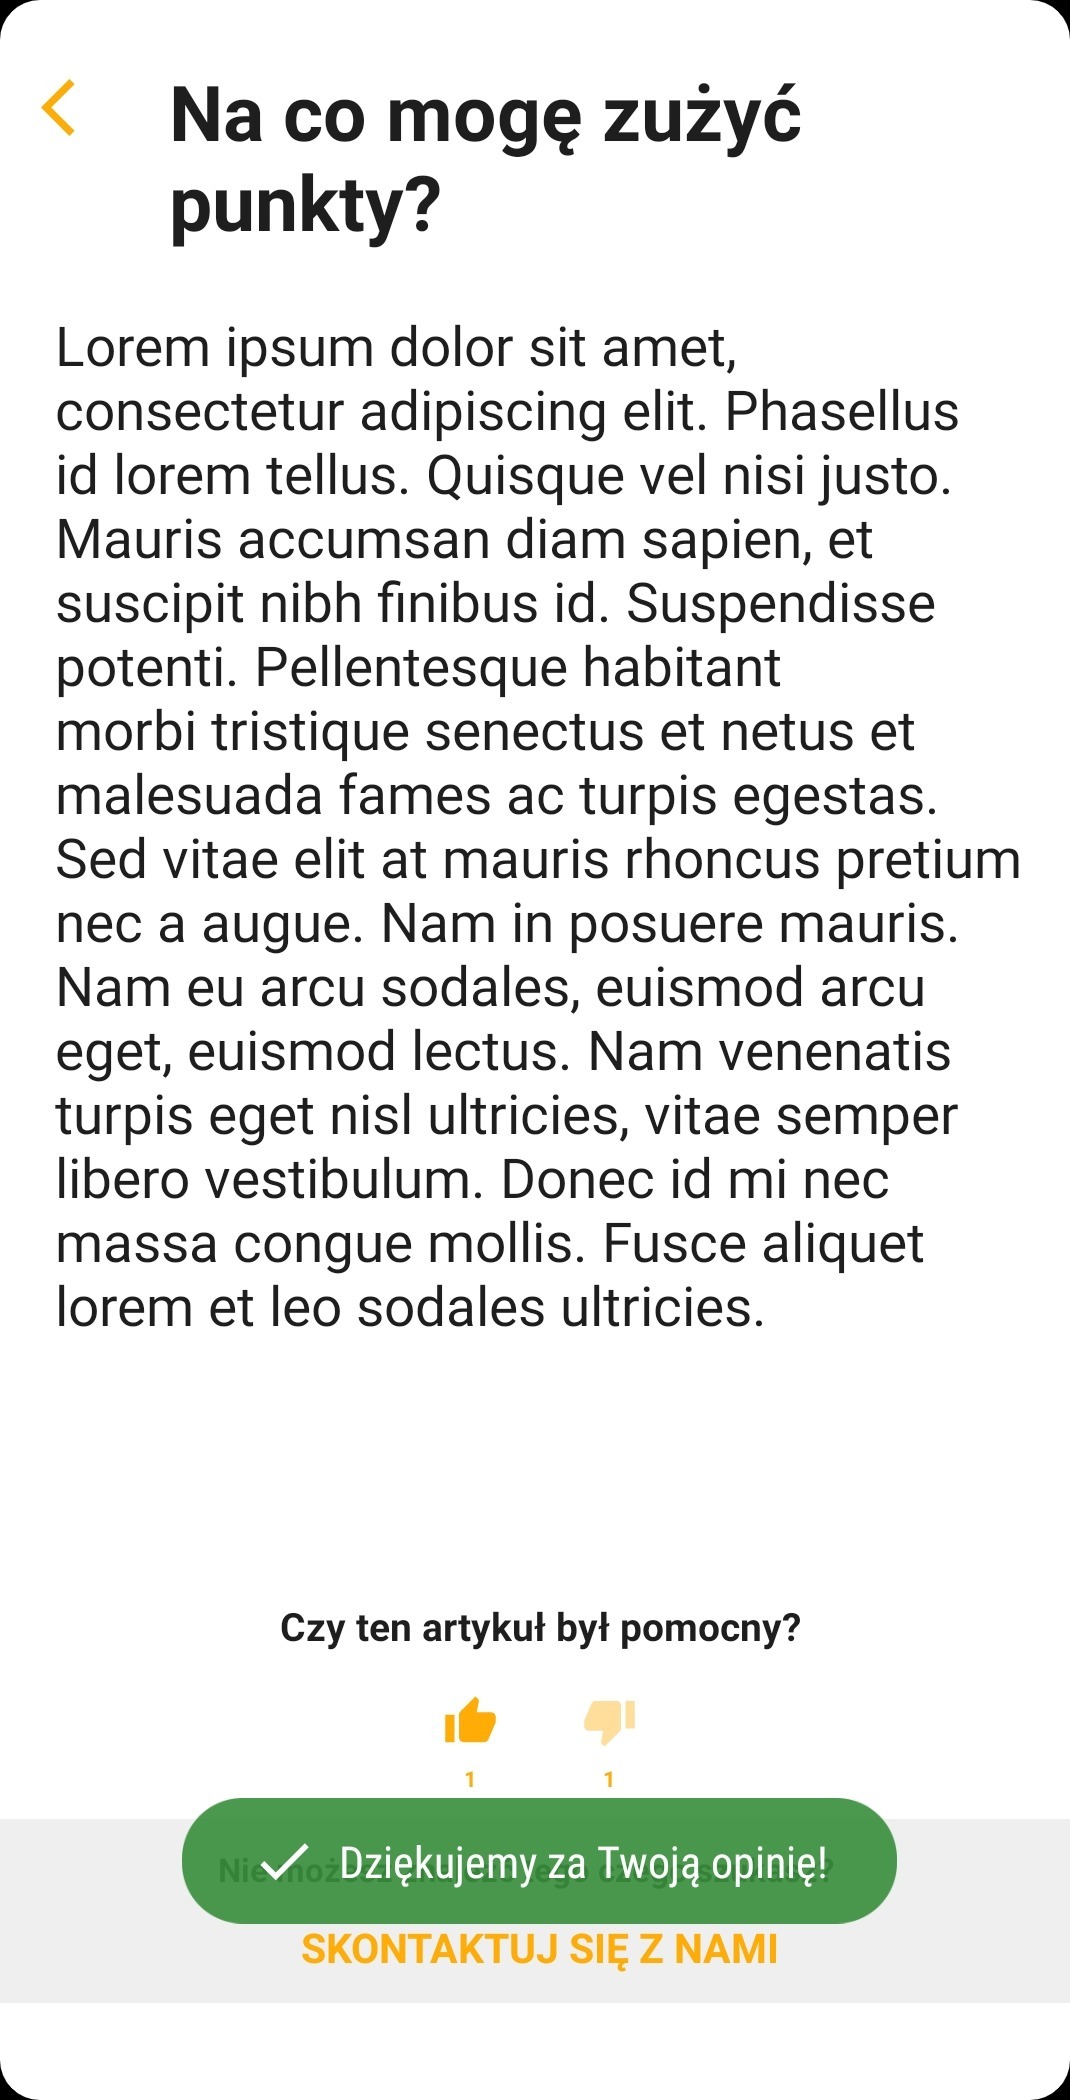 Na co mogę zużyć
punkty?
Lorem ipsum dolor sit amet,
consectetur adipiscing elit. Phasellus
id lorem tellus. Quisque vel nisi justo.
Mauris accumsan diam sapien, et
suscipit nibh finibus id. Suspendisse
potenti. Pellentesque habitant
morbi tristique senectus et netus et
malesuada fames ac turpis egestas.
Sed vitae elit at mauris rhoncus pretium
nec a augue. Nam in posuere mauris.
Nam eu arcu sodales, euismod arcu
eget, euismod lectus. Nam venenatis
turpis eget nisl ultricies, vitae semper
libero vestibulum. Donec id mi nec
massa congue mollis. Fusce aliquet
lorem et leo sodales ultricies.
Czy ten artykuł był pomocny?
1 1
Dziękujemy za Twoją opinię!
SKONTAKTUJ SIĘ Z NAMI